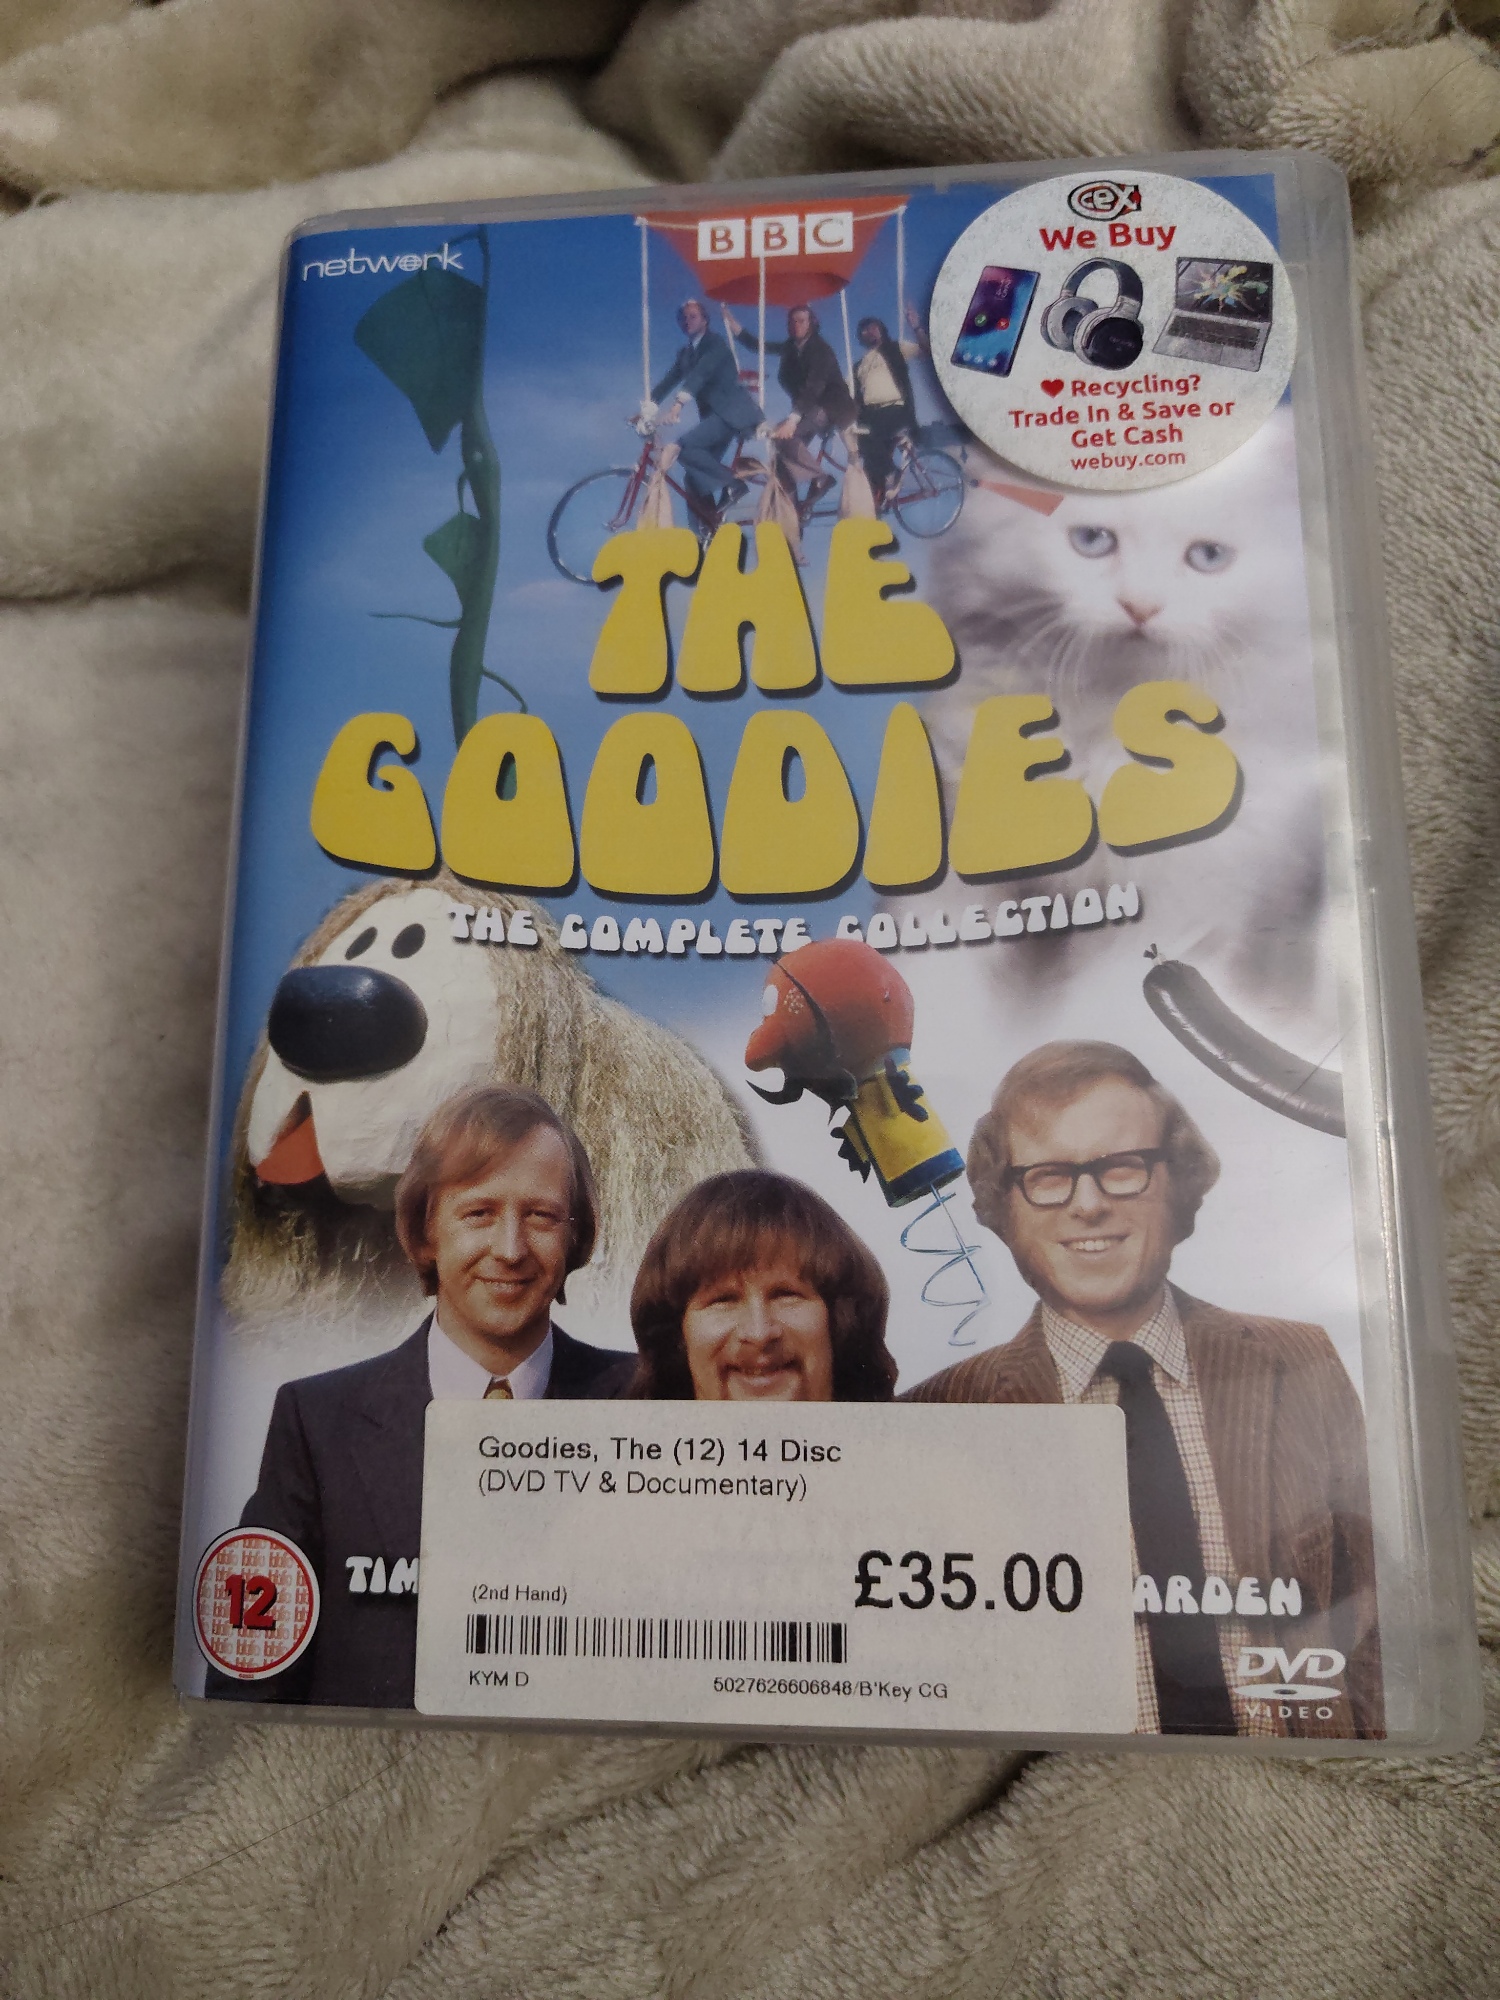 network
BBC
cex
We Buy
Recycling?
Trade In & Save or
Get Cash
webuy.com
THE
GOODIES
THE COMPLETE COLLECTION
Goodies, The (12) 14 Disc
(DVD TV & Documentary)
(2nd Hand)
£35.00
KYM D
5027626606848/B'Key CG
12
TIM
ARDEN
DVD
VIDEO